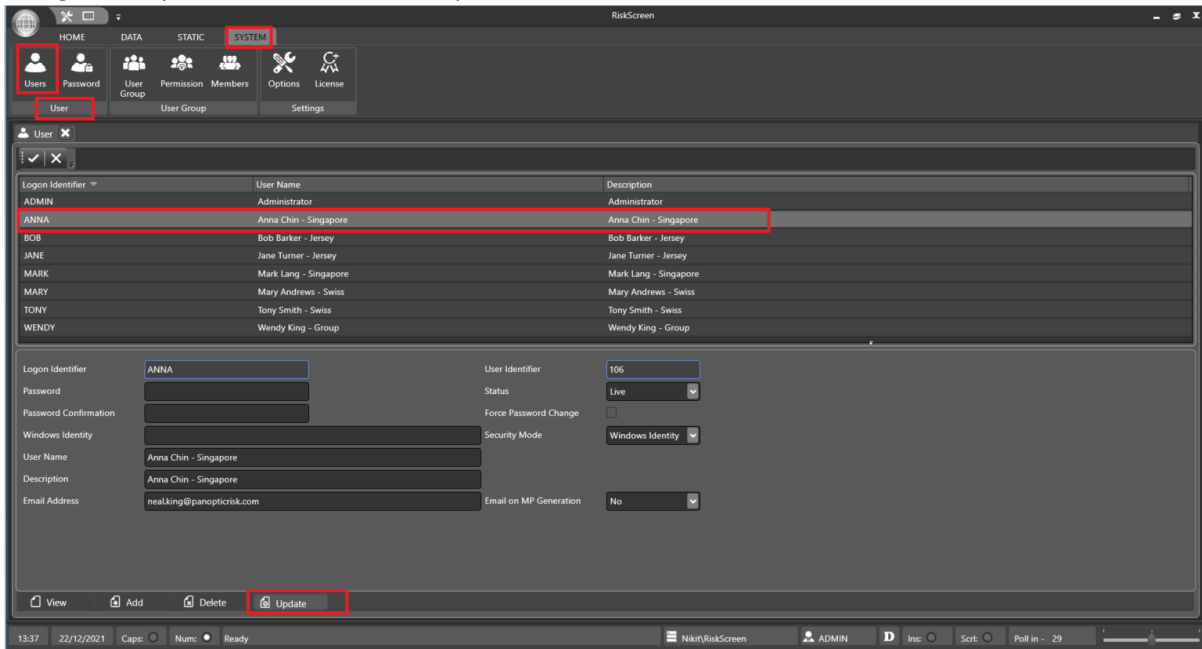 RiskScreen
HOME DATA STATIC SYSTEM
Users Password User Group Permission Members Options License
User User Group Settings
User
Logon Identifier User Name Description
ADMIN Administrator Administrator
ANNA Anna Chin - Singapore Anna Chin - Singapore
BOB Bob Barker - Jersey Bob Barker - Jersey
JANE Jane Turner - Jersey Jane Turner - Jersey
MARK Mark Lang - Singapore Mark Lang - Singapore
MARY Mary Andrews - Swiss Mary Andrews - Swiss
TONY Tony Smith - Swiss Tony Smith - Swiss
WENDY Wendy King - Group Wendy King - Group
Logon Identifier ANNA User Identifier 106
Password Status Live
Password Confirmation Force Password Change
Windows Identity Security Mode Windows Identity
User Name Anna Chin - Singapore
Description Anna Chin - Singapore
Email Address neal.king@panopticrisk.com Email on MP Generation No
View Add Delete Update
13:37 22/12/2021 Caps: Num: Ready Nikit\RiskScreen ADMIN D Ins: Scrl: Poll in - 29